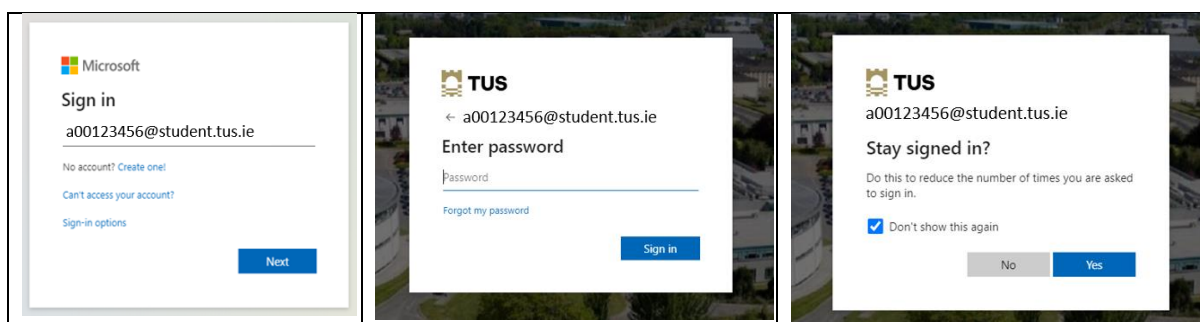 Microsoft
Sign in
a00123456@student.tus.ie
No account? Create one!
Can't access your account?
Sign-in options
Next
TUS
← a00123456@student.tus.ie
Enter password
Password
Forgot my password
Sign in
TUS
a00123456@student.tus.ie
Stay signed in?
Do this to reduce the number of times you are asked
to sign in.
Don't show this again
No
Yes